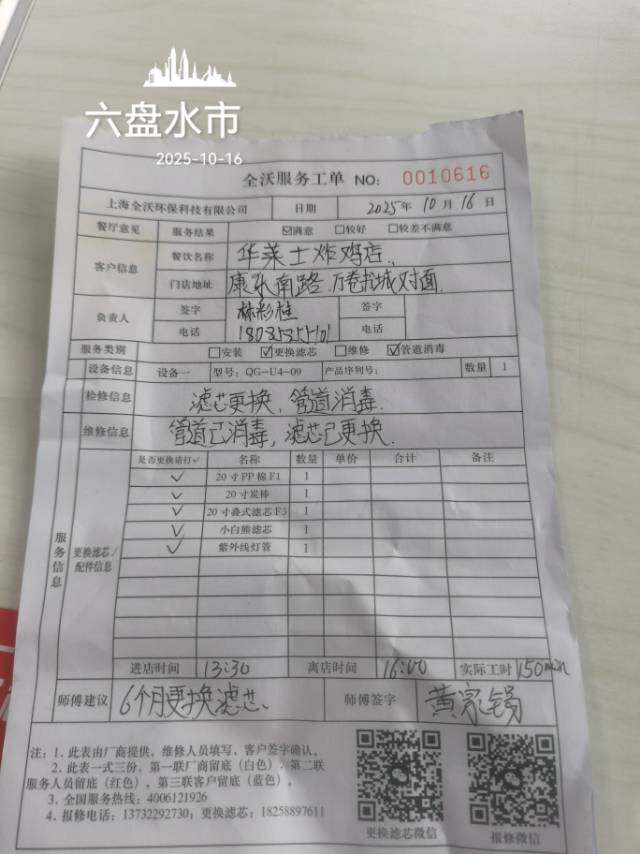 六盘水市
2025-10-16
全沃服务工单 NO: 0010616
上海全沃环保科技有限公司 日期 2025年 10月 16日
餐厅意见 服务结果 ☑满意 □较好 □较差不满意
客户信息 餐饮名称 华莱士炸鸡店
门店地址 康乐南路 对面
负责人 签字 林彩桂 签字
电话 电话
服务类别 □安装 ☑更换滤芯 □维修 ☑管道消毒
设备信息 设备一 型号: QG-U4-09 产品序列号: 数量 1
检修信息 滤芯更换, 管道消毒.
维修信息 管道已消毒, 滤芯已更换.
是否更换请打✓ 名称 数量 单价 合计 备注
✓ 20寸PP棉F1 1
✓ 20寸炭棒 1
✓ 20寸叠式滤芯F3 1
✓ 小白熊滤芯 1
✓ 紫外线灯管 1
服务信息 更换滤芯/配件信息
进店时间 13:30 离店时间 16:00 实际工时 150min
师傅建议 6个月更换滤芯、 师傅签字 黄家锡
注: 1. 此表由厂商提供, 维修人员填写, 客户签字确认。
2. 此表一式三份, 第一联厂商留底(白色), 第二联
服务人员留底(红色), 第三联客户留底(蓝色)。
3. 全国服务热线: 4006121926
4. 报修电话: 13732292730; 更换滤芯: 18258897611
更换滤芯微信 报修微信